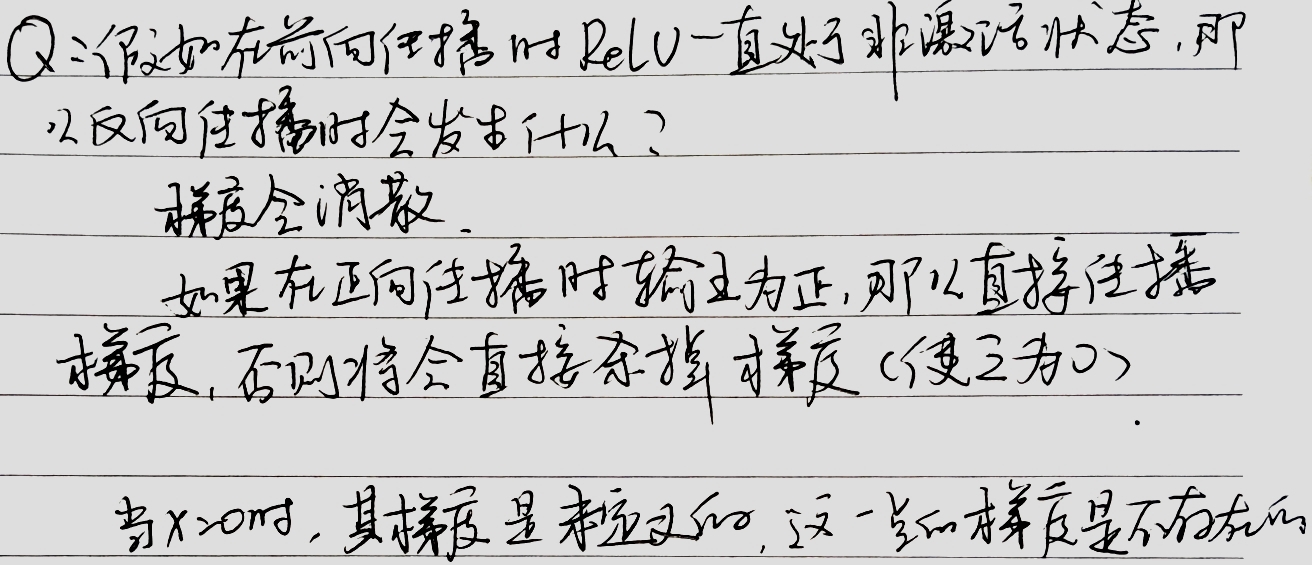 Q:假如在前向传播时ReLU一直处于非激活状态,那
么反向传播时会发生什么?
梯度会消散.
如果在正向传播时输出为正,那么直接传播
梯度,否则将会直接杀掉梯度(使之为0)
当x=0时,其梯度是未定义的,这一点的梯度是不存在的